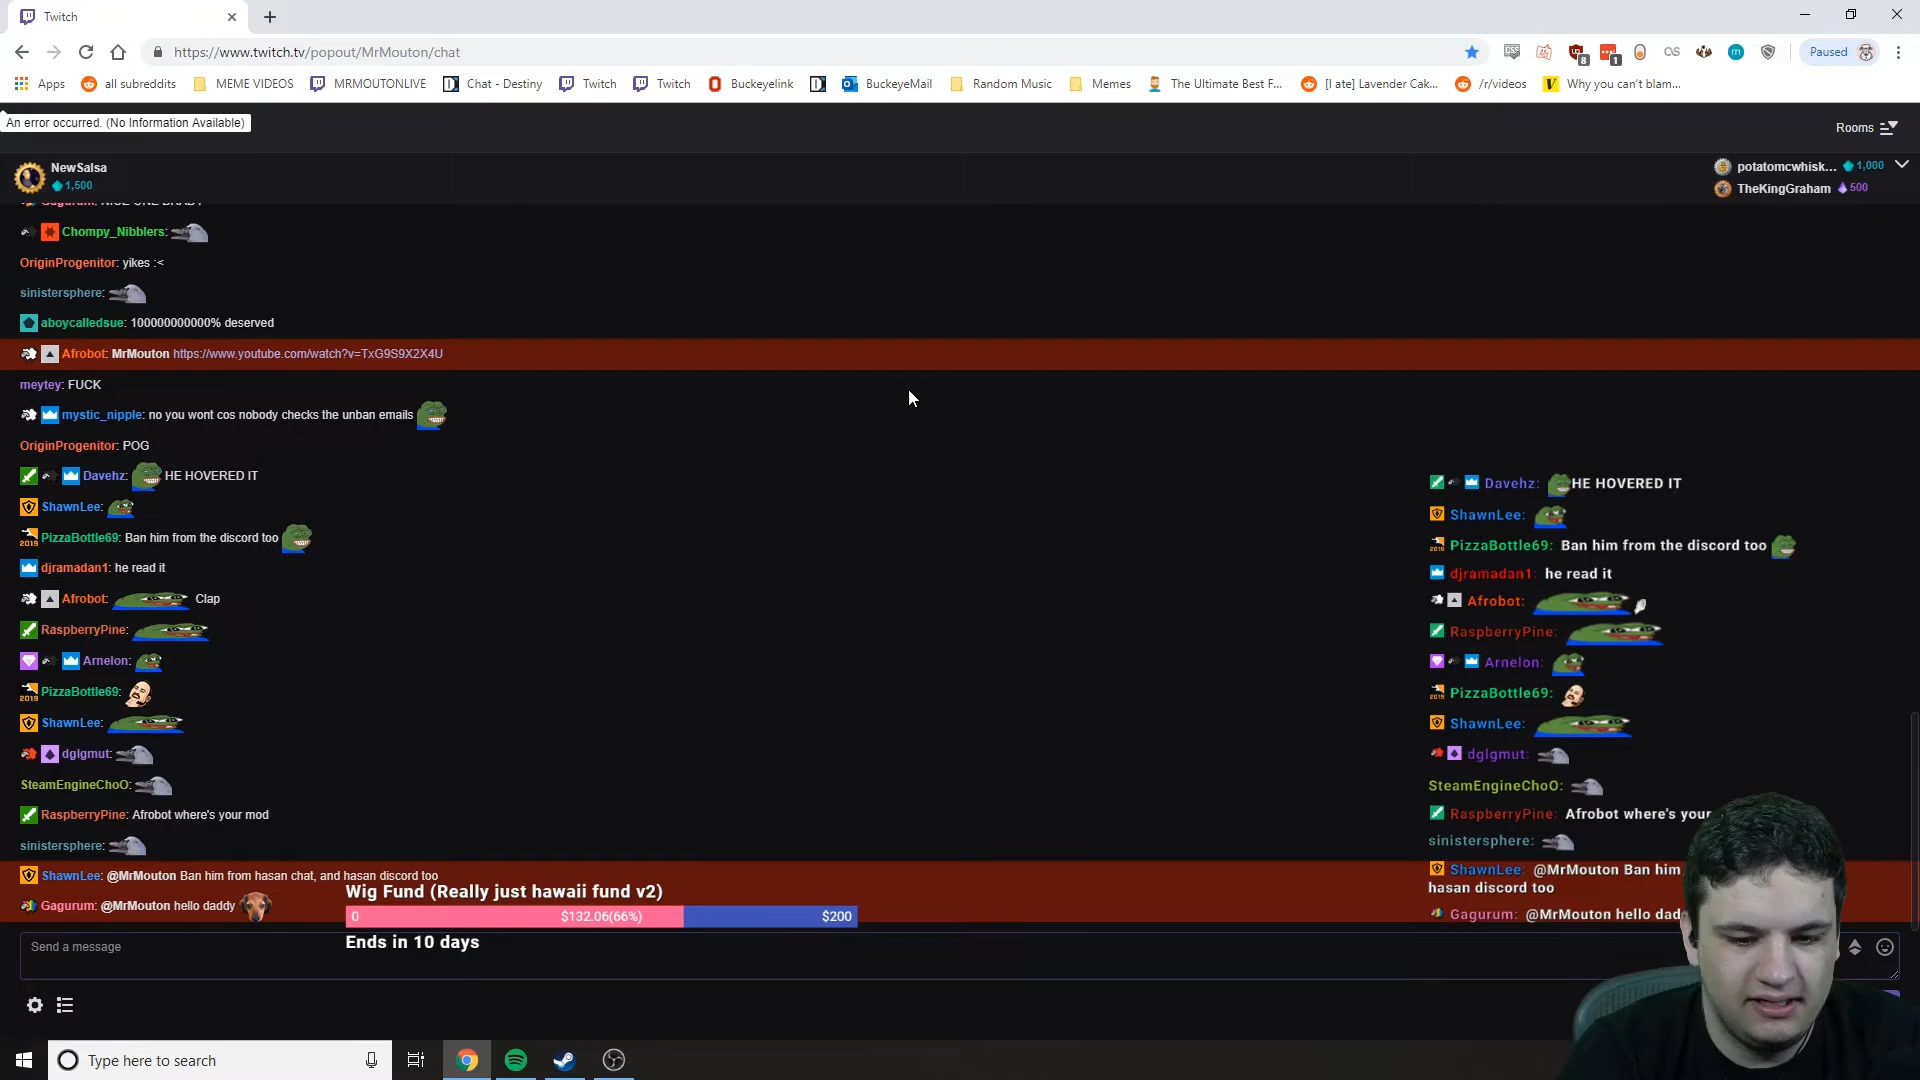 Twitch
https://www.twitch.tv/popout/MrMouton/chat
Paused
Apps
all subreddits
MEME VIDEOS
MRMOUTONLIVE
Chat - Destiny
Twitch
Twitch
Buckeyelink
BuckeyeMail
Random Music
Memes
The Ultimate Best F...
[I ate] Lavender Cak...
/r/videos
Why you can't blam...
An error occurred. (No Information Available)
Rooms
NewSalsa
1,500
potatomcwhisk... 1,000
TheKingGraham 500
Chompy_Nibblers:
OriginProgenitor: yikes :<
sinistersphere:
aboycalledsue: 100000000000% deserved
Afrobot: MrMouton https://www.youtube.com/watch?v=TxG9S9X2X4U
meytey: FUCK
mystic_nipple: no you wont cos nobody checks the unban emails
OriginProgenitor: POG
Davehz: HE HOVERED IT
ShawnLee:
PizzaBottle69: Ban him from the discord too
djramadan1: he read it
Afrobot: Clap
RaspberryPine:
Arnelon:
PizzaBottle69:
ShawnLee:
dglgmut:
SteamEngineChoO:
RaspberryPine: Afrobot where's your mod
sinistersphere:
ShawnLee: @MrMouton Ban him from hasan chat, and hasan discord too
Gagurum: @MrMouton hello daddy
Davehz: HE HOVERED IT
ShawnLee:
PizzaBottle69: Ban him from the discord too
djramadan1: he read it
Afrobot:
RaspberryPine:
Arnelon:
PizzaBottle69:
ShawnLee:
dglgmut:
SteamEngineChoO:
RaspberryPine: Afrobot where's your
sinistersphere:
ShawnLee: @MrMouton Ban him
hasan discord too
Gagurum: @MrMouton hello dad
Wig Fund (Really just hawaii fund v2)
0 $132.06(66%) $200
Ends in 10 days
Send a message
Type here to search